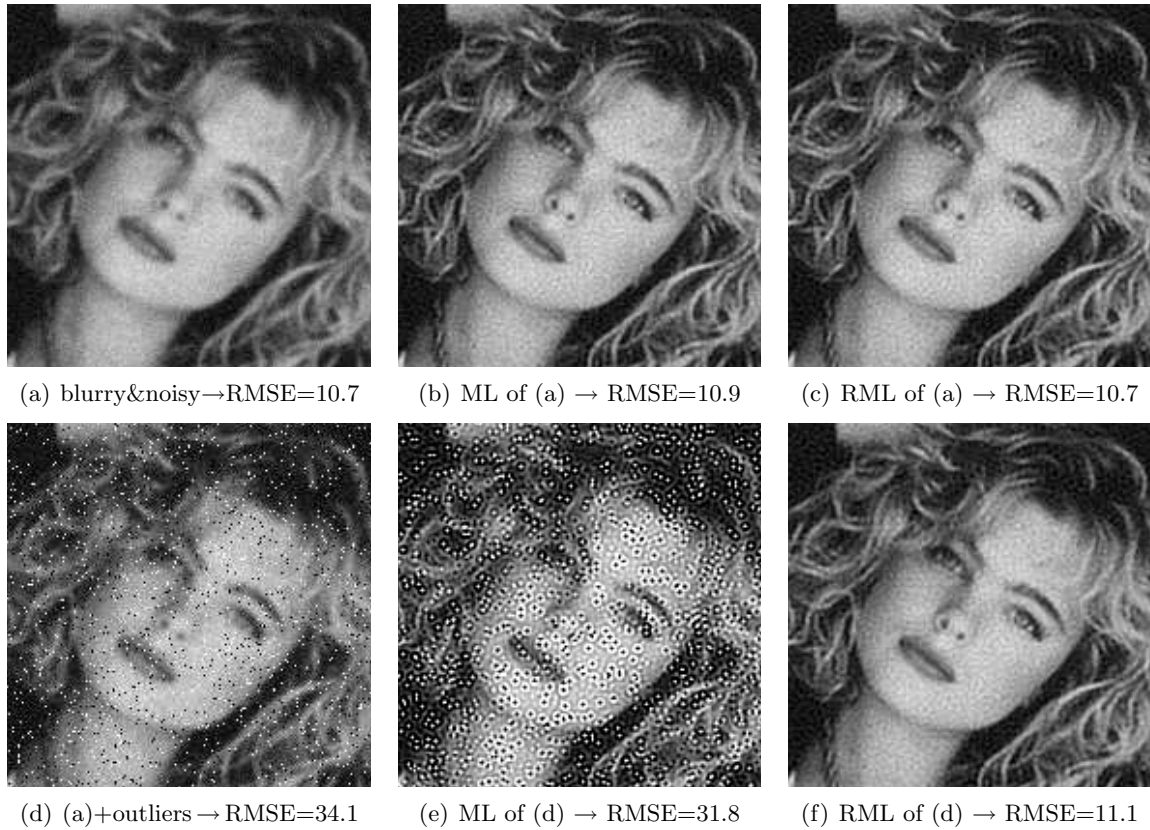 (a) blurry&noisy→RMSE=10.7
(b) ML of (a) → RMSE=10.9
(c) RML of (a) → RMSE=10.7
(d) (a)+outliers→RMSE=34.1
(e) ML of (d) → RMSE=31.8
(f) RML of (d) → RMSE=11.1